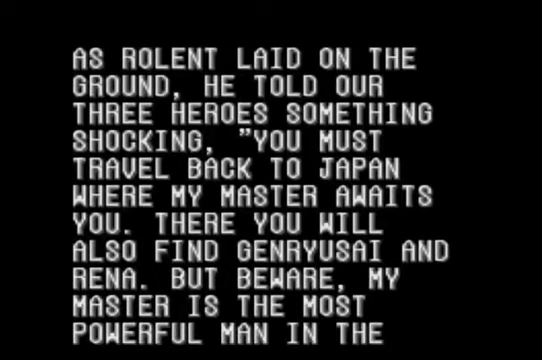 AS ROLENT LAID ON THE
GROUND, HE TOLD OUR
THREE HEROES SOMETHING
SHOCKING, "YOU MUST
TRAVEL BACK TO JAPAN
WHERE MY MASTER AWAITS
YOU. THERE YOU WILL
ALSO FIND GENRYUSAI AND
RENA. BUT BEWARE, MY
MASTER IS THE MOST
POWERFUL MAN IN THE